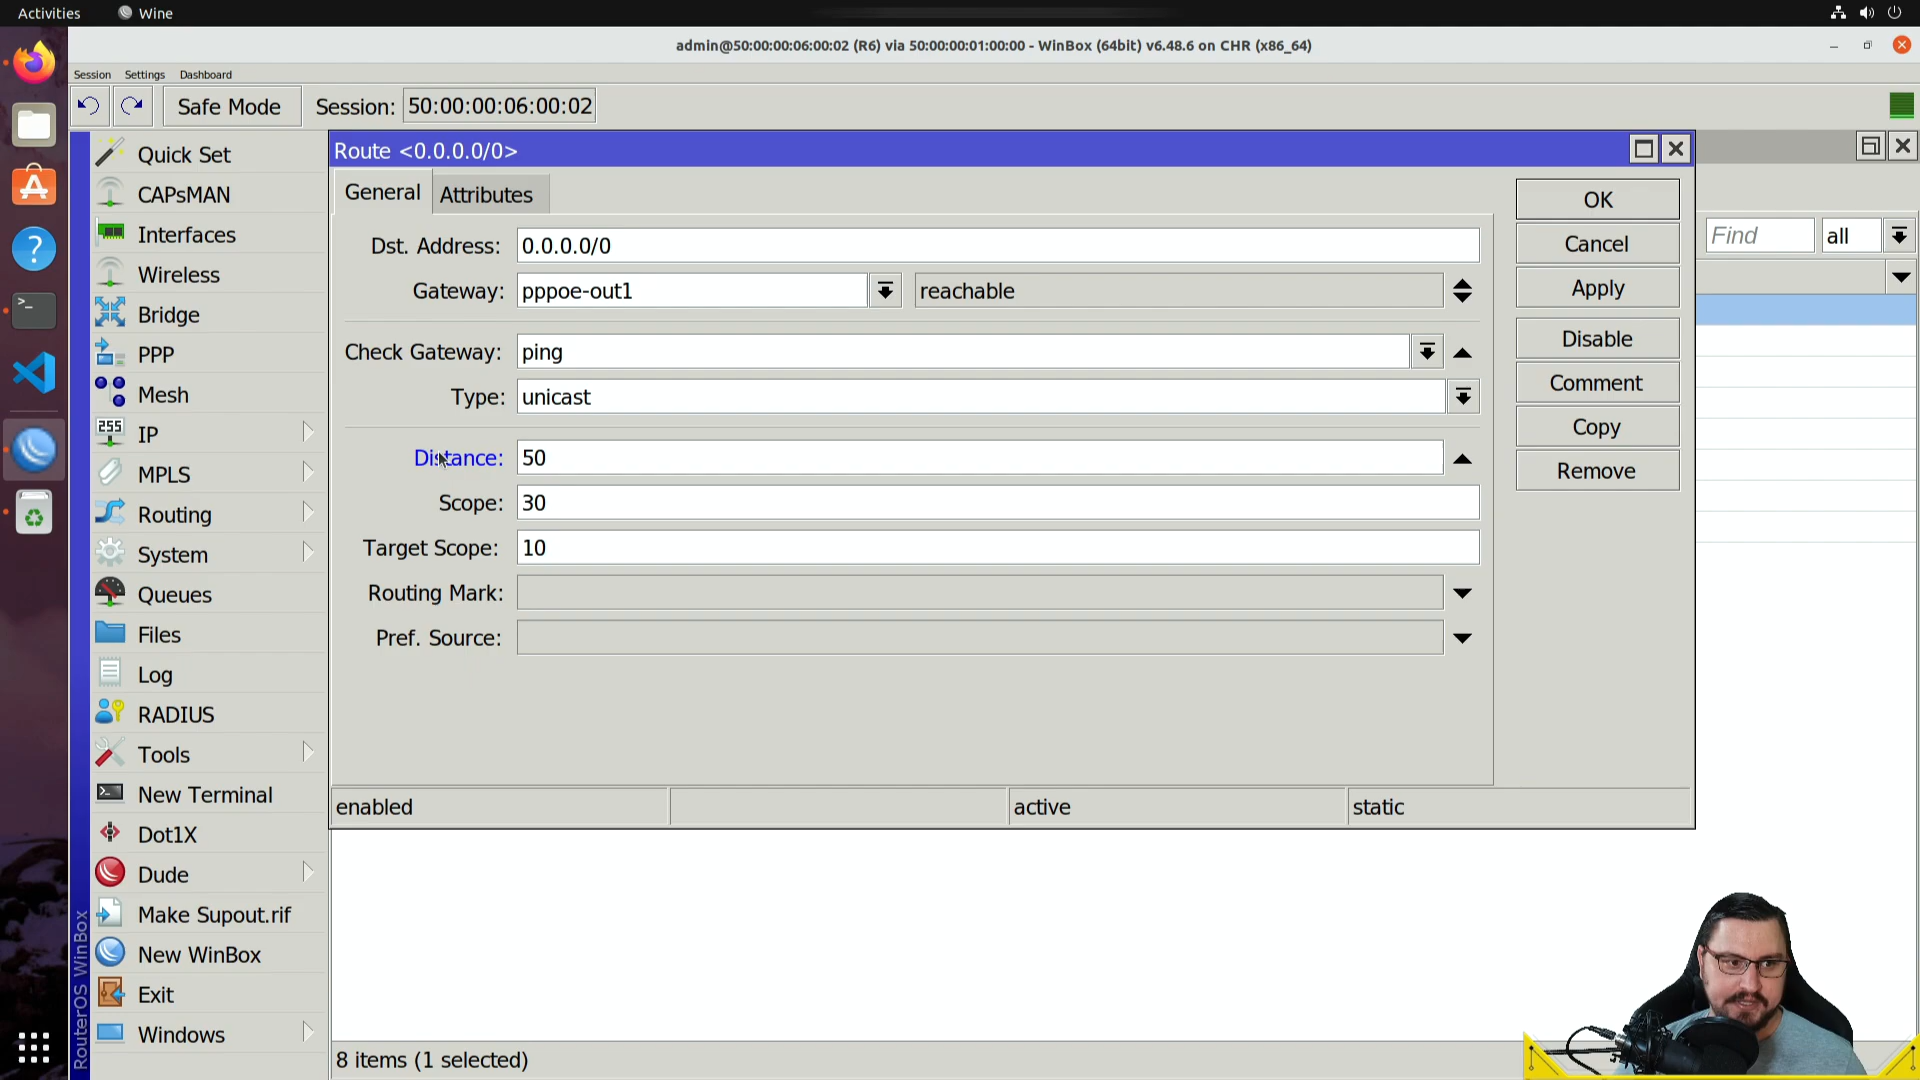 Activities
Wine
admin@50:00:00:06:00:02 (R6) via 50:00:00:01:00:00 - WinBox (64bit) v6.48.6 on CHR (x86_64)
Session Settings Dashboard
Safe Mode
Session: 50:00:00:06:00:02
Quick Set
CAPsMAN
Interfaces
Wireless
Bridge
PPP
Mesh
255 IP
MPLS
Routing
System
Queues
Files
Log
RADIUS
Tools
New Terminal
Dot1X
Dude
Make Supout.rif
New WinBox
Exit
Windows
RouterOS WinBox
Route <0.0.0.0/0>
General
Attributes
Dst. Address: 0.0.0.0/0
Gateway: pppoe-out1 reachable
Check Gateway: ping
Type: unicast
Distance: 50
Scope: 30
Target Scope: 10
Routing Mark:
Pref. Source:
OK
Cancel
Apply
Disable
Comment
Copy
Remove
enabled
active
static
Find
all
8 items (1 selected)